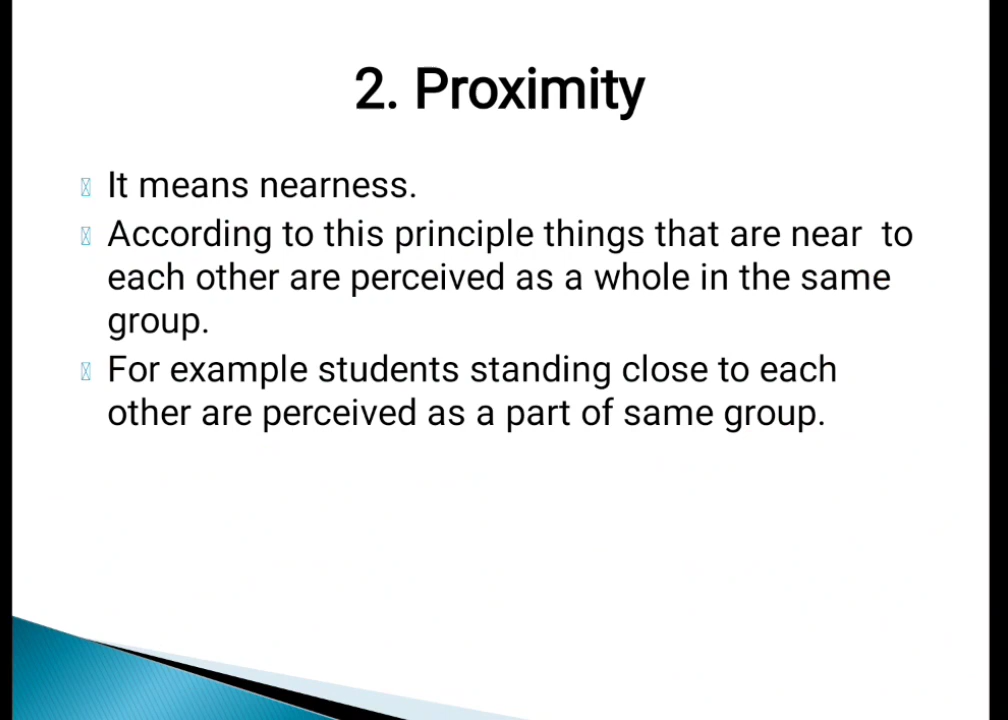 2. Proximity
It means nearness.
According to this principle things that are near  to
each other are perceived as a whole in the same
group.
For example students standing close to each
other are perceived as a part of same group.